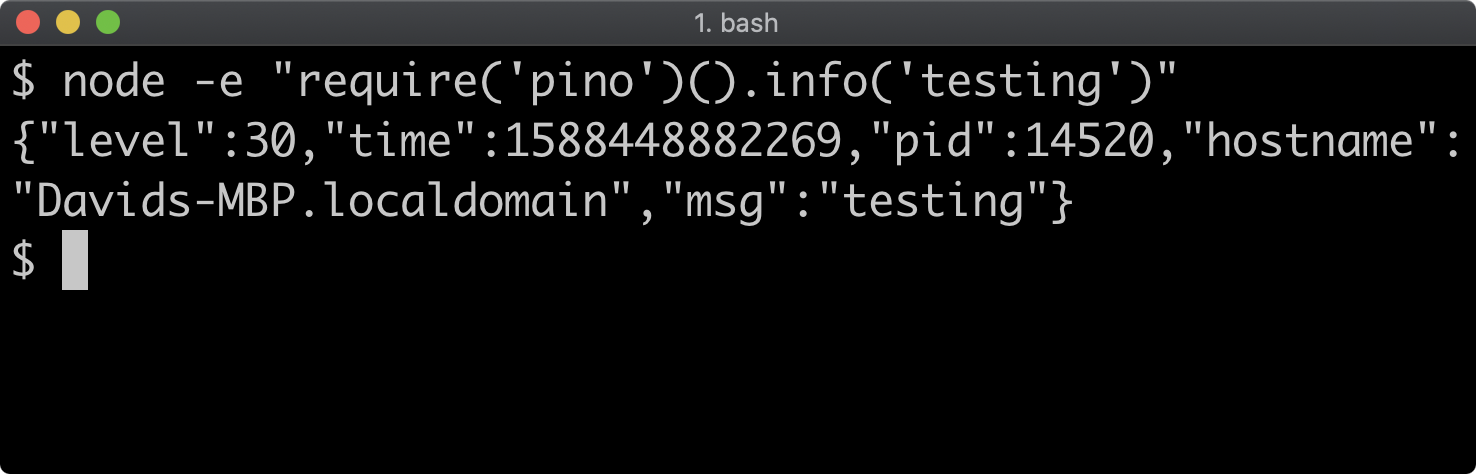 1. bash
$ node -e "require('pino')().info('testing')"
{"level":30,"time":1588448882269,"pid":14520,"hostname":
"Davids-MBP.localdomain","msg":"testing"}
$